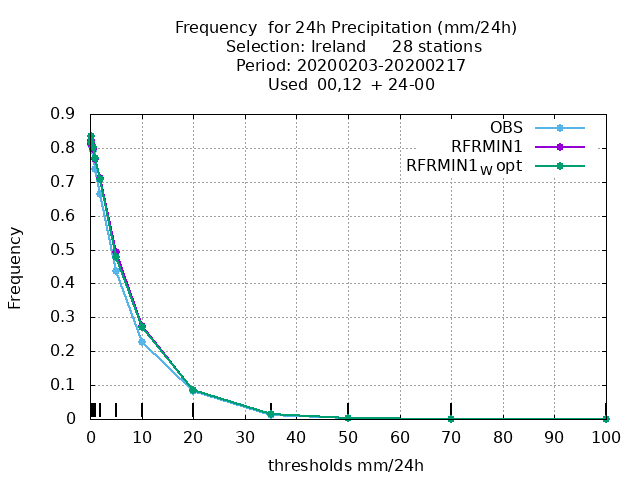 Frequency  for 24h Precipitation (mm/24h)
Selection: Ireland     28 stations
Period: 20200203-20200217
Used  00,12  + 24-00
OBS
RFRMIN1
RFRMIN1W opt
Frequency
0.9
0.8
0.7
0.6
0.5
0.4
0.3
0.2
0.1
0
0 10 20 30 40 50 60 70 80 90 100
thresholds mm/24h